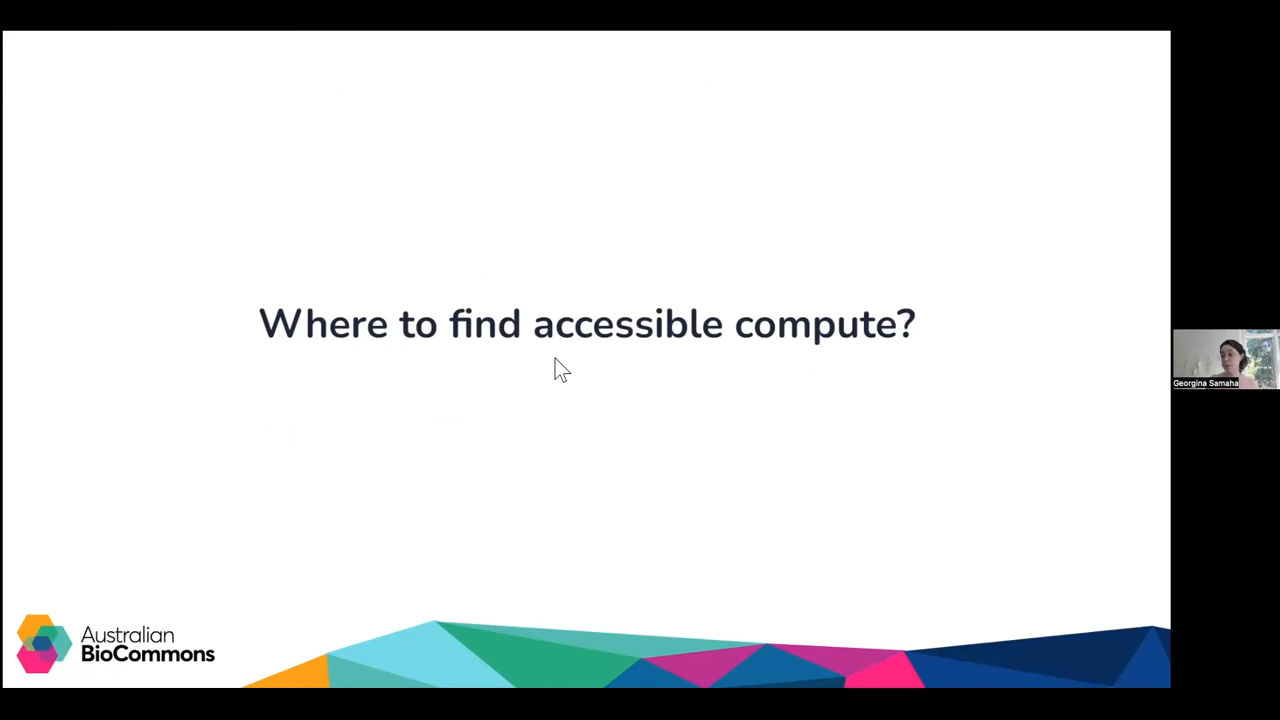 Where to find accessible compute?
Georgina Samaha
Australian
BioCommons